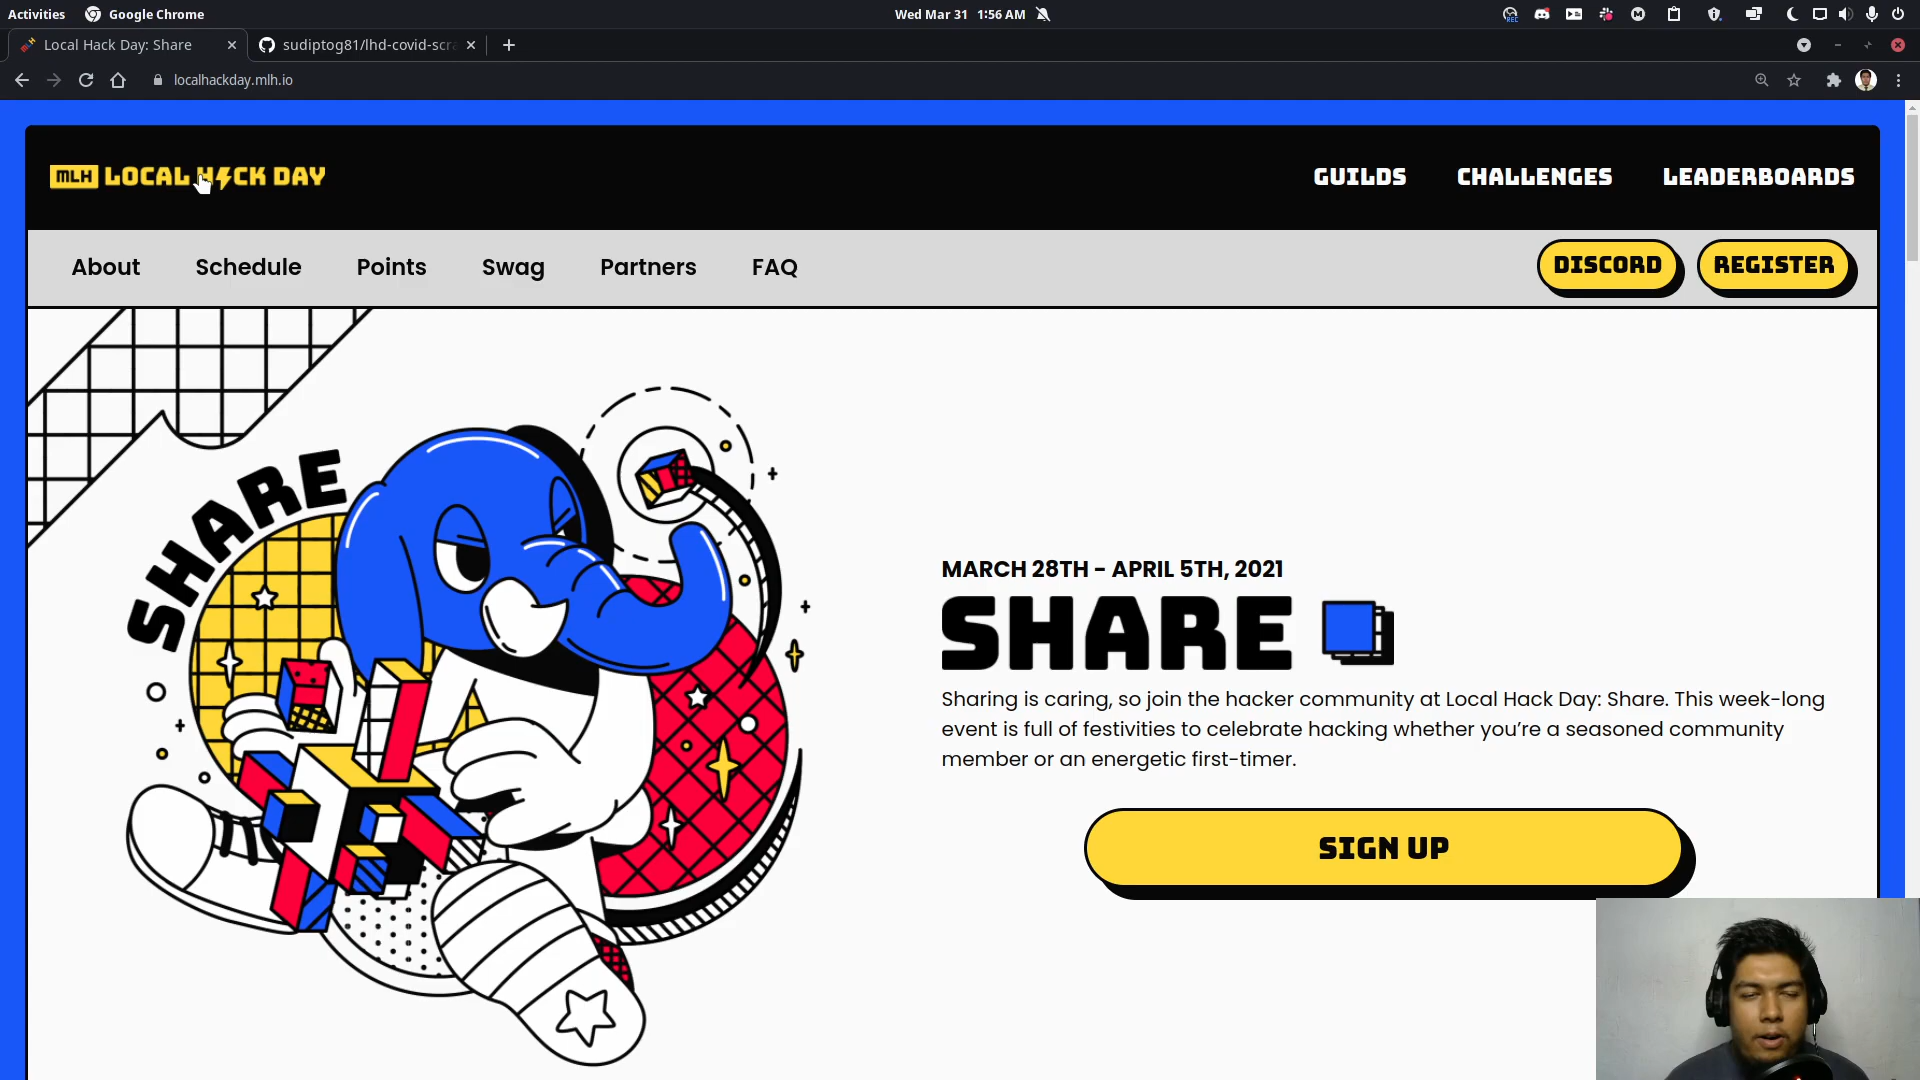 Activities Google Chrome Wed Mar 31 1:56 AM REC M
Local Hack Day: Share sudiptog81/lhd-covid-scra
localhackday.mlh.io
MLH LOCAL HACK DAY GUILDS CHALLENGES LEADERBOARDS
About Schedule Points Swag Partners FAQ DISCORD REGISTER
SHARE
MARCH 28TH - APRIL 5TH, 2021
SHARE
Sharing is caring, so join the hacker community at Local Hack Day: Share. This week-long
event is full of festivities to celebrate hacking whether you’re a seasoned community
member or an energetic first-timer.
SIGN UP